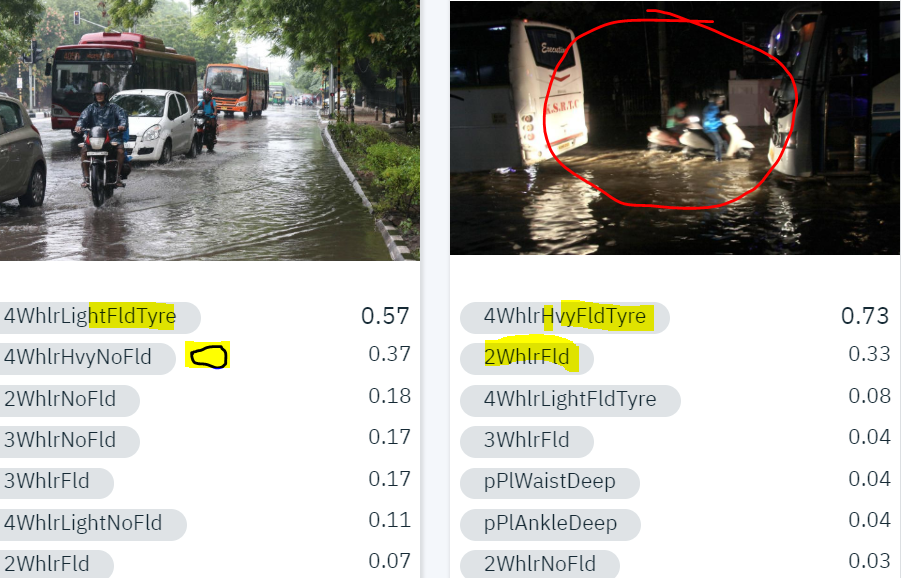 Executive
K.S.R.T.C
4WhlrLightFldTyre 0.57
4WhlrHvyNoFld 0.37
2WhlrNoFld 0.18
3WhlrNoFld 0.17
3WhlrFld 0.17
4WhlrLightNoFld 0.11
2WhlrFld 0.07
4WhlrHvyFldTyre 0.73
2WhlrFld 0.33
4WhlrLightFldTyre 0.08
3WhlrFld 0.04
pPlWaistDeep 0.04
pPlAnkleDeep 0.04
2WhlrNoFld 0.03